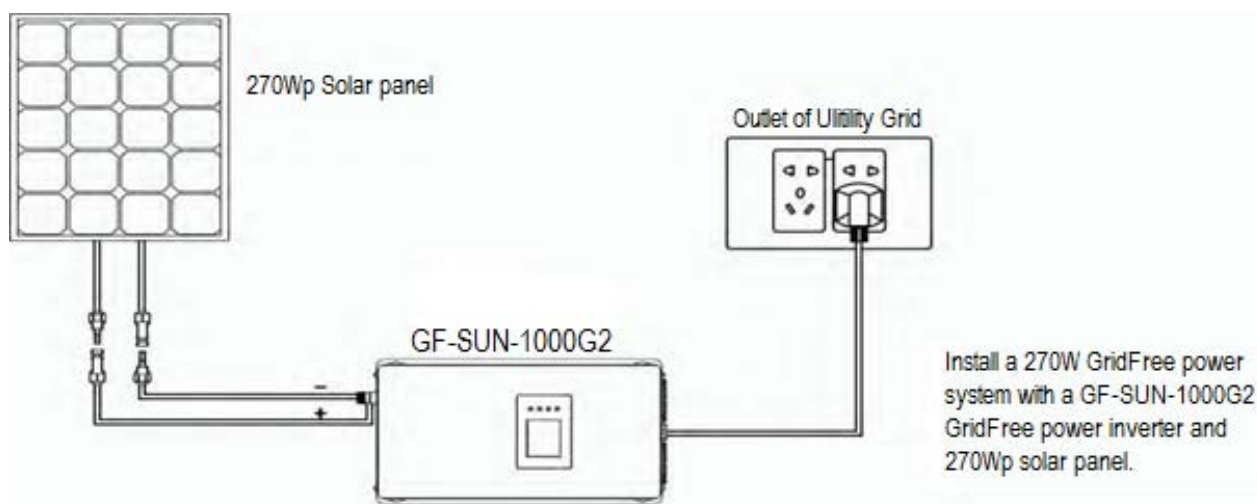 270Wp Solar panel
Outlet of Ulitility Grid
GF-SUN-1000G2
−
+
Install a 270W GridFree power
system with a GF-SUN-1000G2
GridFree power inverter and
270Wp solar panel.